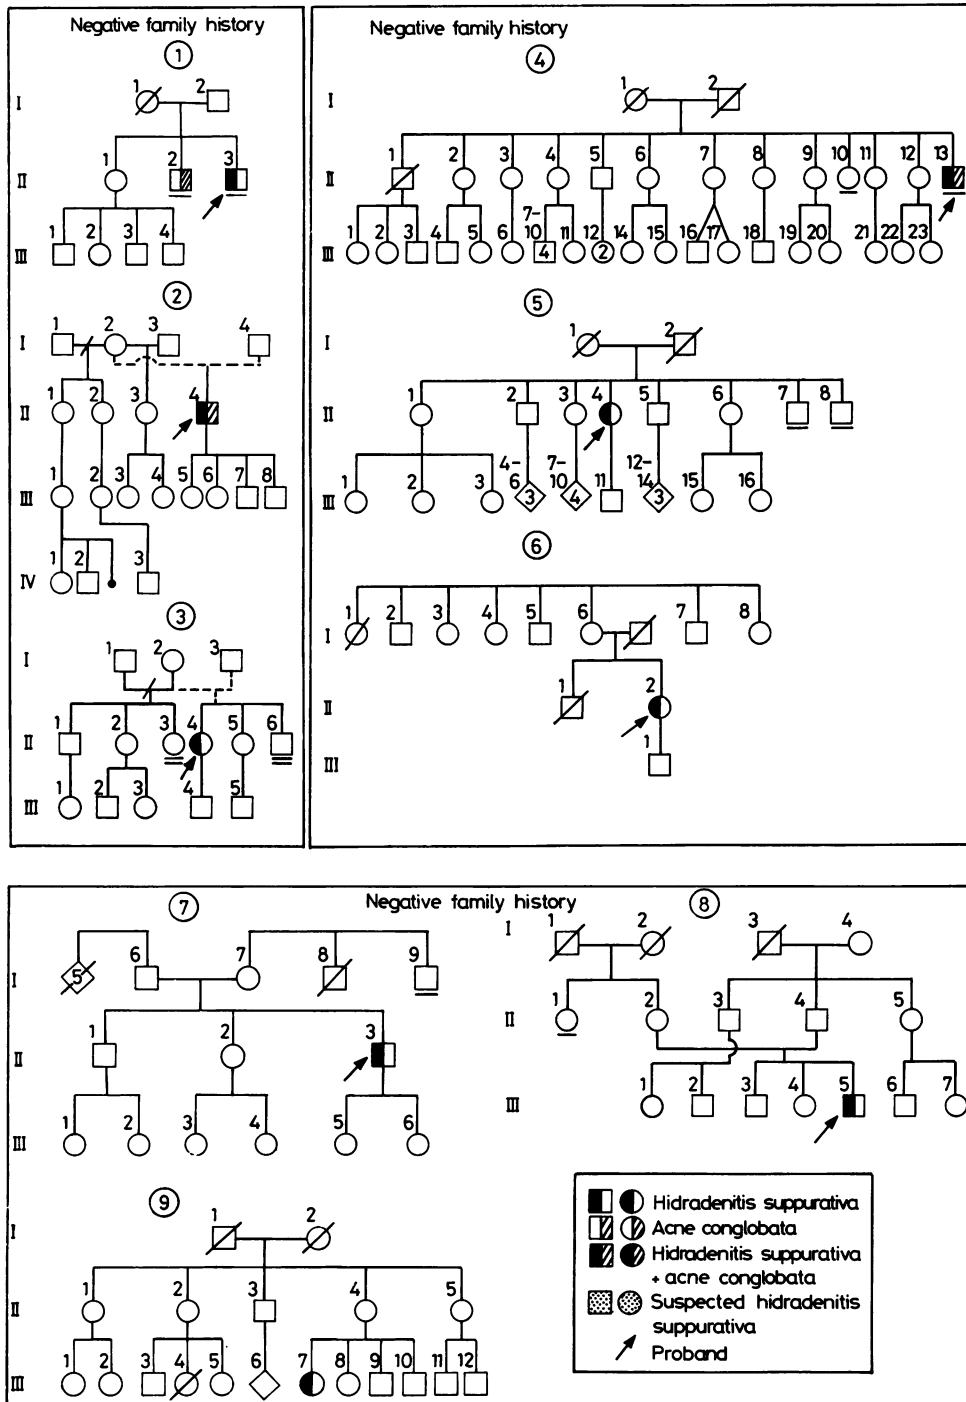 Negative family history
1
I
1 2
II
1 2 3
III
1 2 3 4
2
I
1 2 3 4
II
1 2 3 4
III
1 2 3 4 5 6 7 8
IV
1 2 3
3
I
1 2 3
II
1 2 3 4 5 6
III
1 2 3 4 5
Negative family history
4
I
1 2
II
1 2 3 4 5 6 7 8 9 10 11 12 13
III
1 2 3 4 5 6 7-10 11 12 14 15 16 17 18 19 20 21 22 23
4 2
5
I
1 2
II
1 2 3 4 5 6 7 8
III
1 2 3 4-6 7-10 11 12-14 15 16
3 4 3
6
I
1 2 3 4 5 6 7 8
II
1 2
III
1
Negative family history
7
I
5 6 7 8 9
II
1 2 3
III
1 2 3 4 5 6
8
I
1 2 3 4
II
1 2 3 4 5
III
1 2 3 4 5 6 7
9
I
1 2
II
1 2 3 4 5
III
1 2 3 4 5 6 7 8 9 10 11 12
Hidradenitis suppurativa
Acne conglobata
Hidradenitis suppurativa
+ acne conglobata
Suspected hidradenitis
suppurativa
Proband